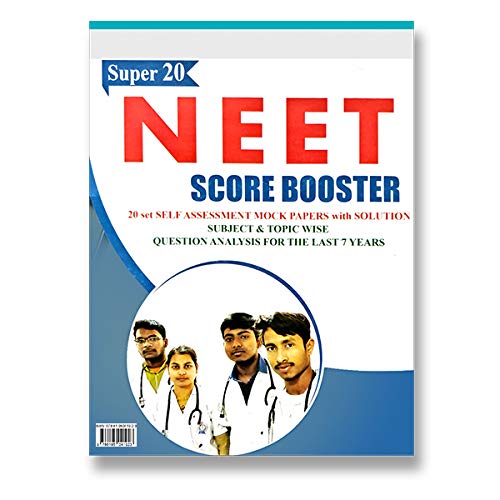 Super 20
NEET
SCORE BOOSTER
20 set SELF ASSESSMENT MOCK PAPERS with SOLUTION
SUBJECT & TOPIC WISE
QUESTION ANALYSIS FOR THE LAST 7 YEARS